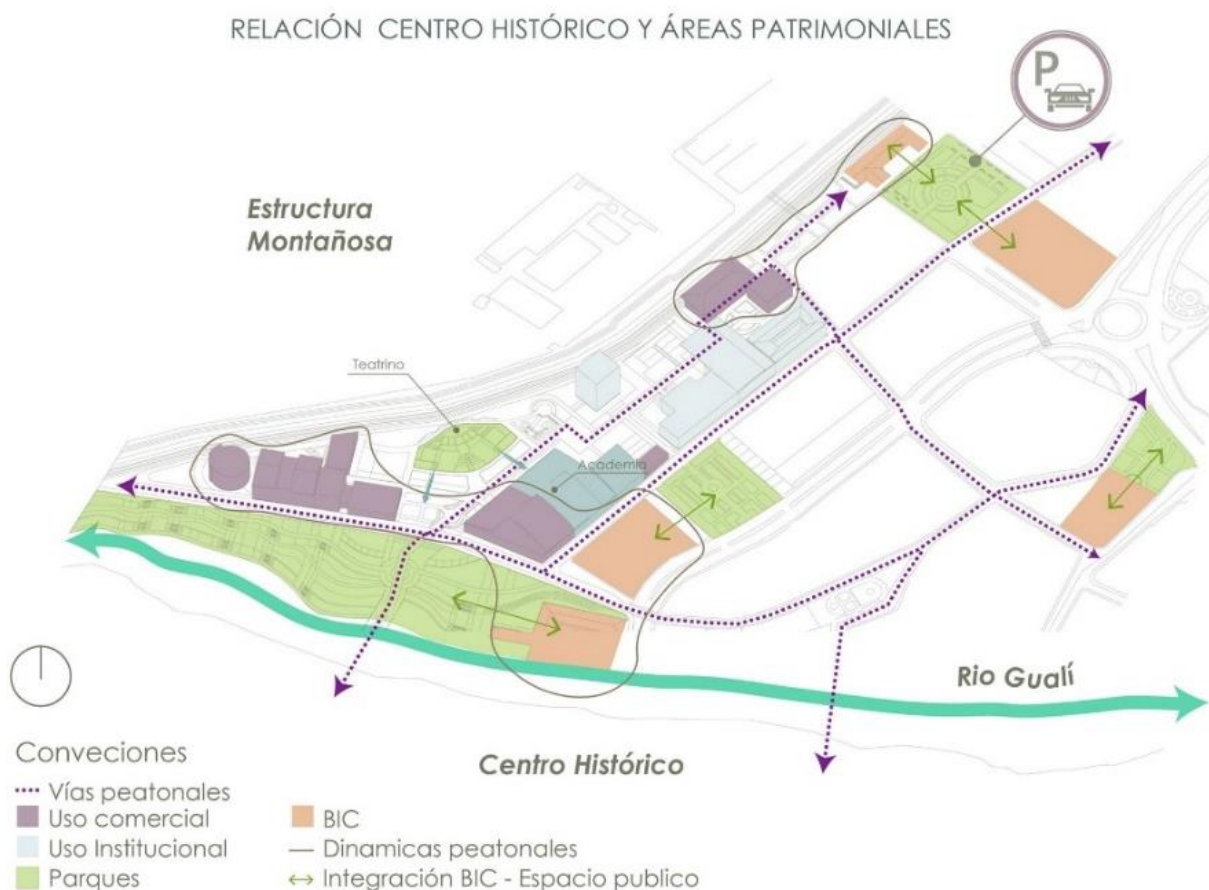 RELACIÓN CENTRO HISTÓRICO Y ÁREAS PATRIMONIALES
P
Estructura
Montañosa
Teatrino
Academia
Rio Gualí
Centro Histórico
Conveciones
Vías peatonales
Uso comercial
Uso Institucional
Parques
BIC
Dinamicas peatonales
Integración BIC - Espacio publico